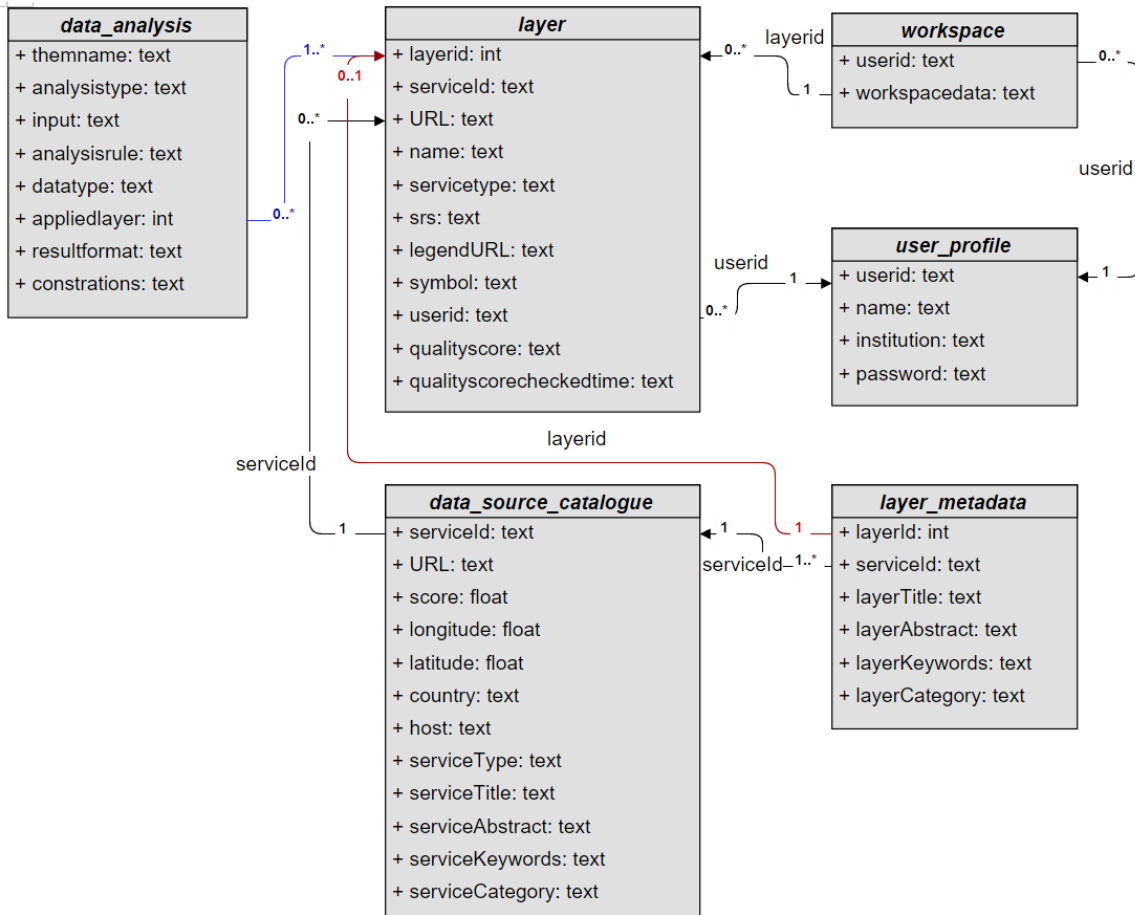 data_analysis
+ themname: text
+ analysistype: text
+ input: text
+ analysisrule: text
+ datatype: text
+ appliedlayer: int
+ resultformat: text
+ constrations: text
1..*
0..1
0..*
0..*
layer
+ layerid: int
+ serviceId: text
+ URL: text
+ name: text
+ servicetype: text
+ srs: text
+ legendURL: text
+ symbol: text
+ userid: text
+ qualityscore: text
+ qualityscorecheckedtime: text
layerid
0..*
1
workspace
+ userid: text
+ workspacedata: text
0..*
userid
1
userid
1
0..*
user_profile
+ userid: text
+ name: text
+ institution: text
+ password: text
layerid
serviceId
1
data_source_catalogue
+ serviceId: text
+ URL: text
+ score: float
+ longitude: float
+ latitude: float
+ country: text
+ host: text
+ serviceType: text
+ serviceTitle: text
+ serviceAbstract: text
+ serviceKeywords: text
+ serviceCategory: text
1
1
serviceId
1..*
layer_metadata
+ layerId: int
+ serviceId: text
+ layerTitle: text
+ layerAbstract: text
+ layerKeywords: text
+ layerCategory: text